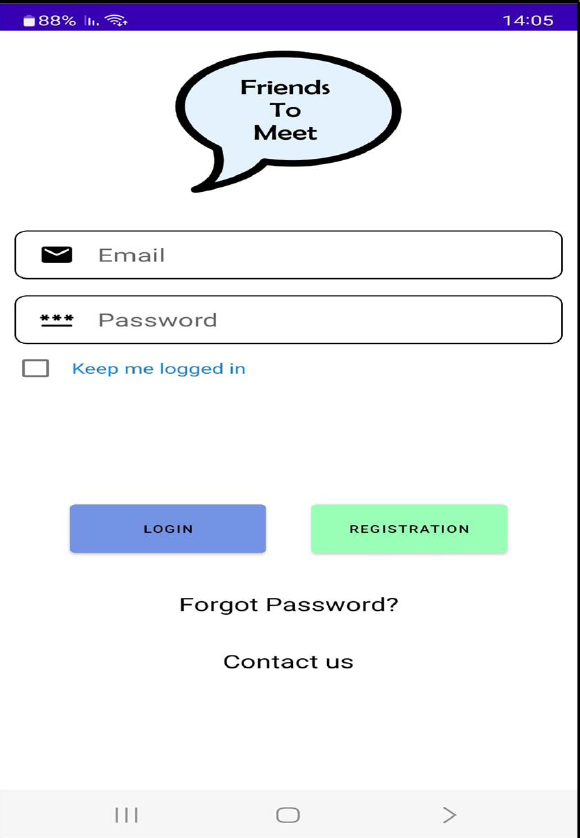 88% 14:05
Friends
To
Meet
Email
*** Password
Keep me logged in
LOGIN REGISTRATION
Forgot Password?
Contact us